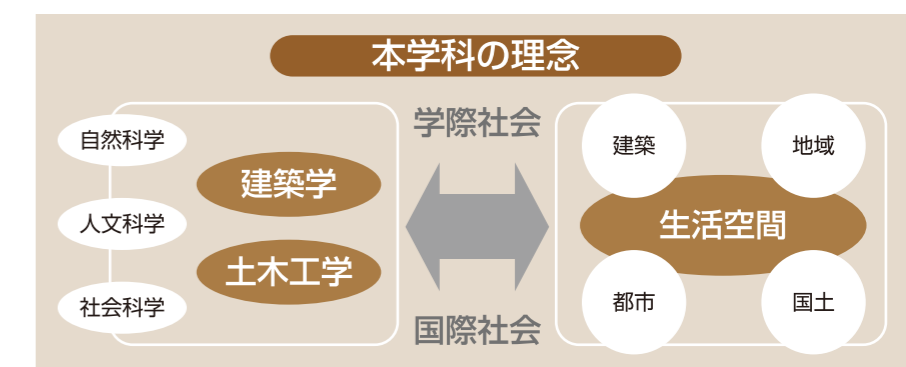 本学科の理念
自然科学
人文科学
社会科学
建築学
土木工学
学際社会
国際社会
建築
地域
生活空間
都市
国土